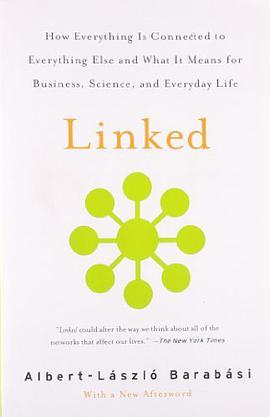 How Everything Is Connected to
Everything Else and What It Means for
Business, Science, and Everyday Life
Linked
"Linked could alter the way we think about all of the
networks that affect our lives." —The New York Times
Albert-László Barabási
With a New Afterword